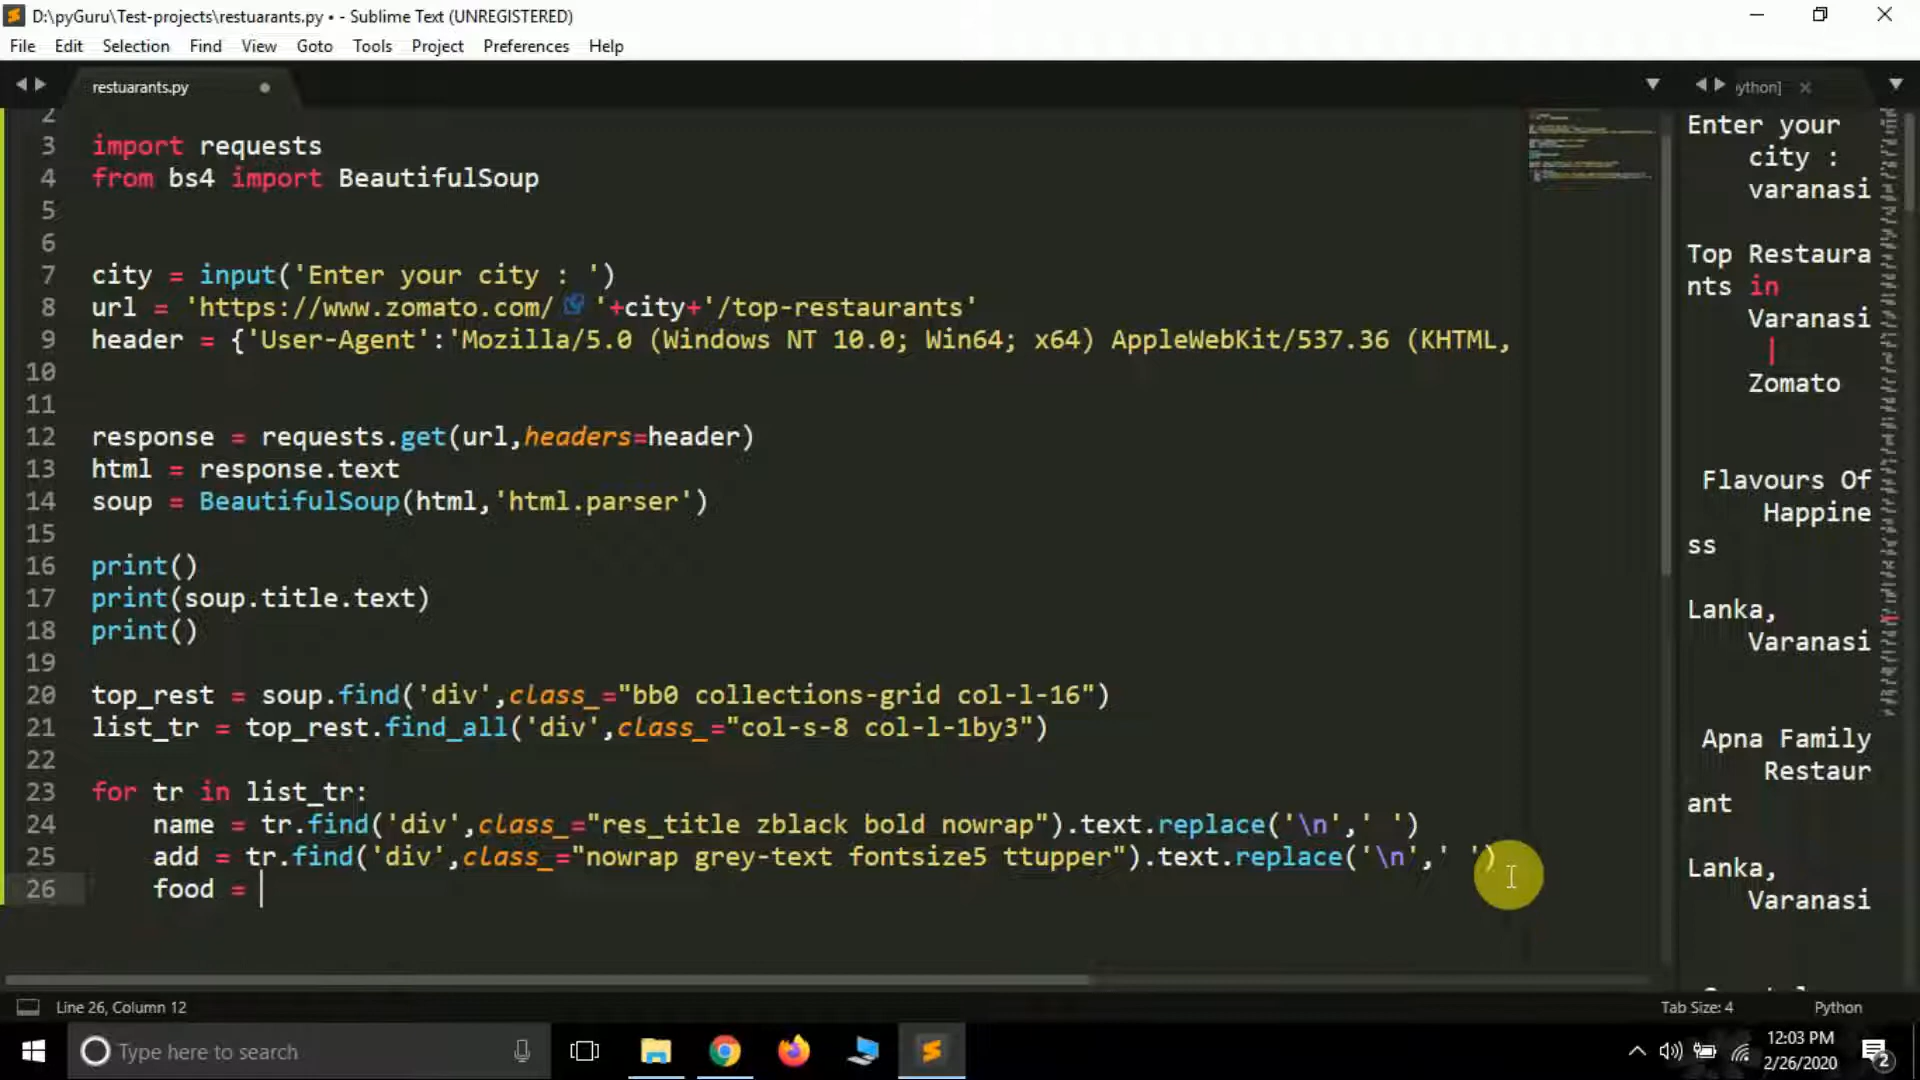 D:\pyGuru\Test-projects\restuarants.py • - Sublime Text (UNREGISTERED)
File Edit Selection Find View Goto Tools Project Preferences Help
restuarants.py
2
3 import requests
4 from bs4 import BeautifulSoup
5
6
7 city = input('Enter your city : ')
8 url = 'https://www.zomato.com/'+city+'/top-restaurants'
9 header = {'User-Agent':'Mozilla/5.0 (Windows NT 10.0; Win64; x64) AppleWebKit/537.36 (KHTML,
10
11
12 response = requests.get(url,headers=header)
13 html = response.text
14 soup = BeautifulSoup(html,'html.parser')
15
16 print()
17 print(soup.title.text)
18 print()
19
20 top_rest = soup.find('div',class_="bb0 collections-grid col-l-16")
21 list_tr = top_rest.find_all('div',class_="col-s-8 col-l-1by3")
22
23 for tr in list_tr:
24 name = tr.find('div',class_="res_title zblack bold nowrap").text.replace('\n',' ')
25 add = tr.find('div',class_="nowrap grey-text fontsize5 ttupper").text.replace('\n',' ')
26 food =
ython]
Enter your
city :
varanasi
Top Restaura
nts in
Varanasi
|
Zomato
Flavours Of
Happine
ss
Lanka,
Varanasi
Apna Family
Restaur
ant
Lanka,
Varanasi
Line 26, Column 12
Tab Size: 4
Python
Type here to search
12:03 PM
2/26/2020
2